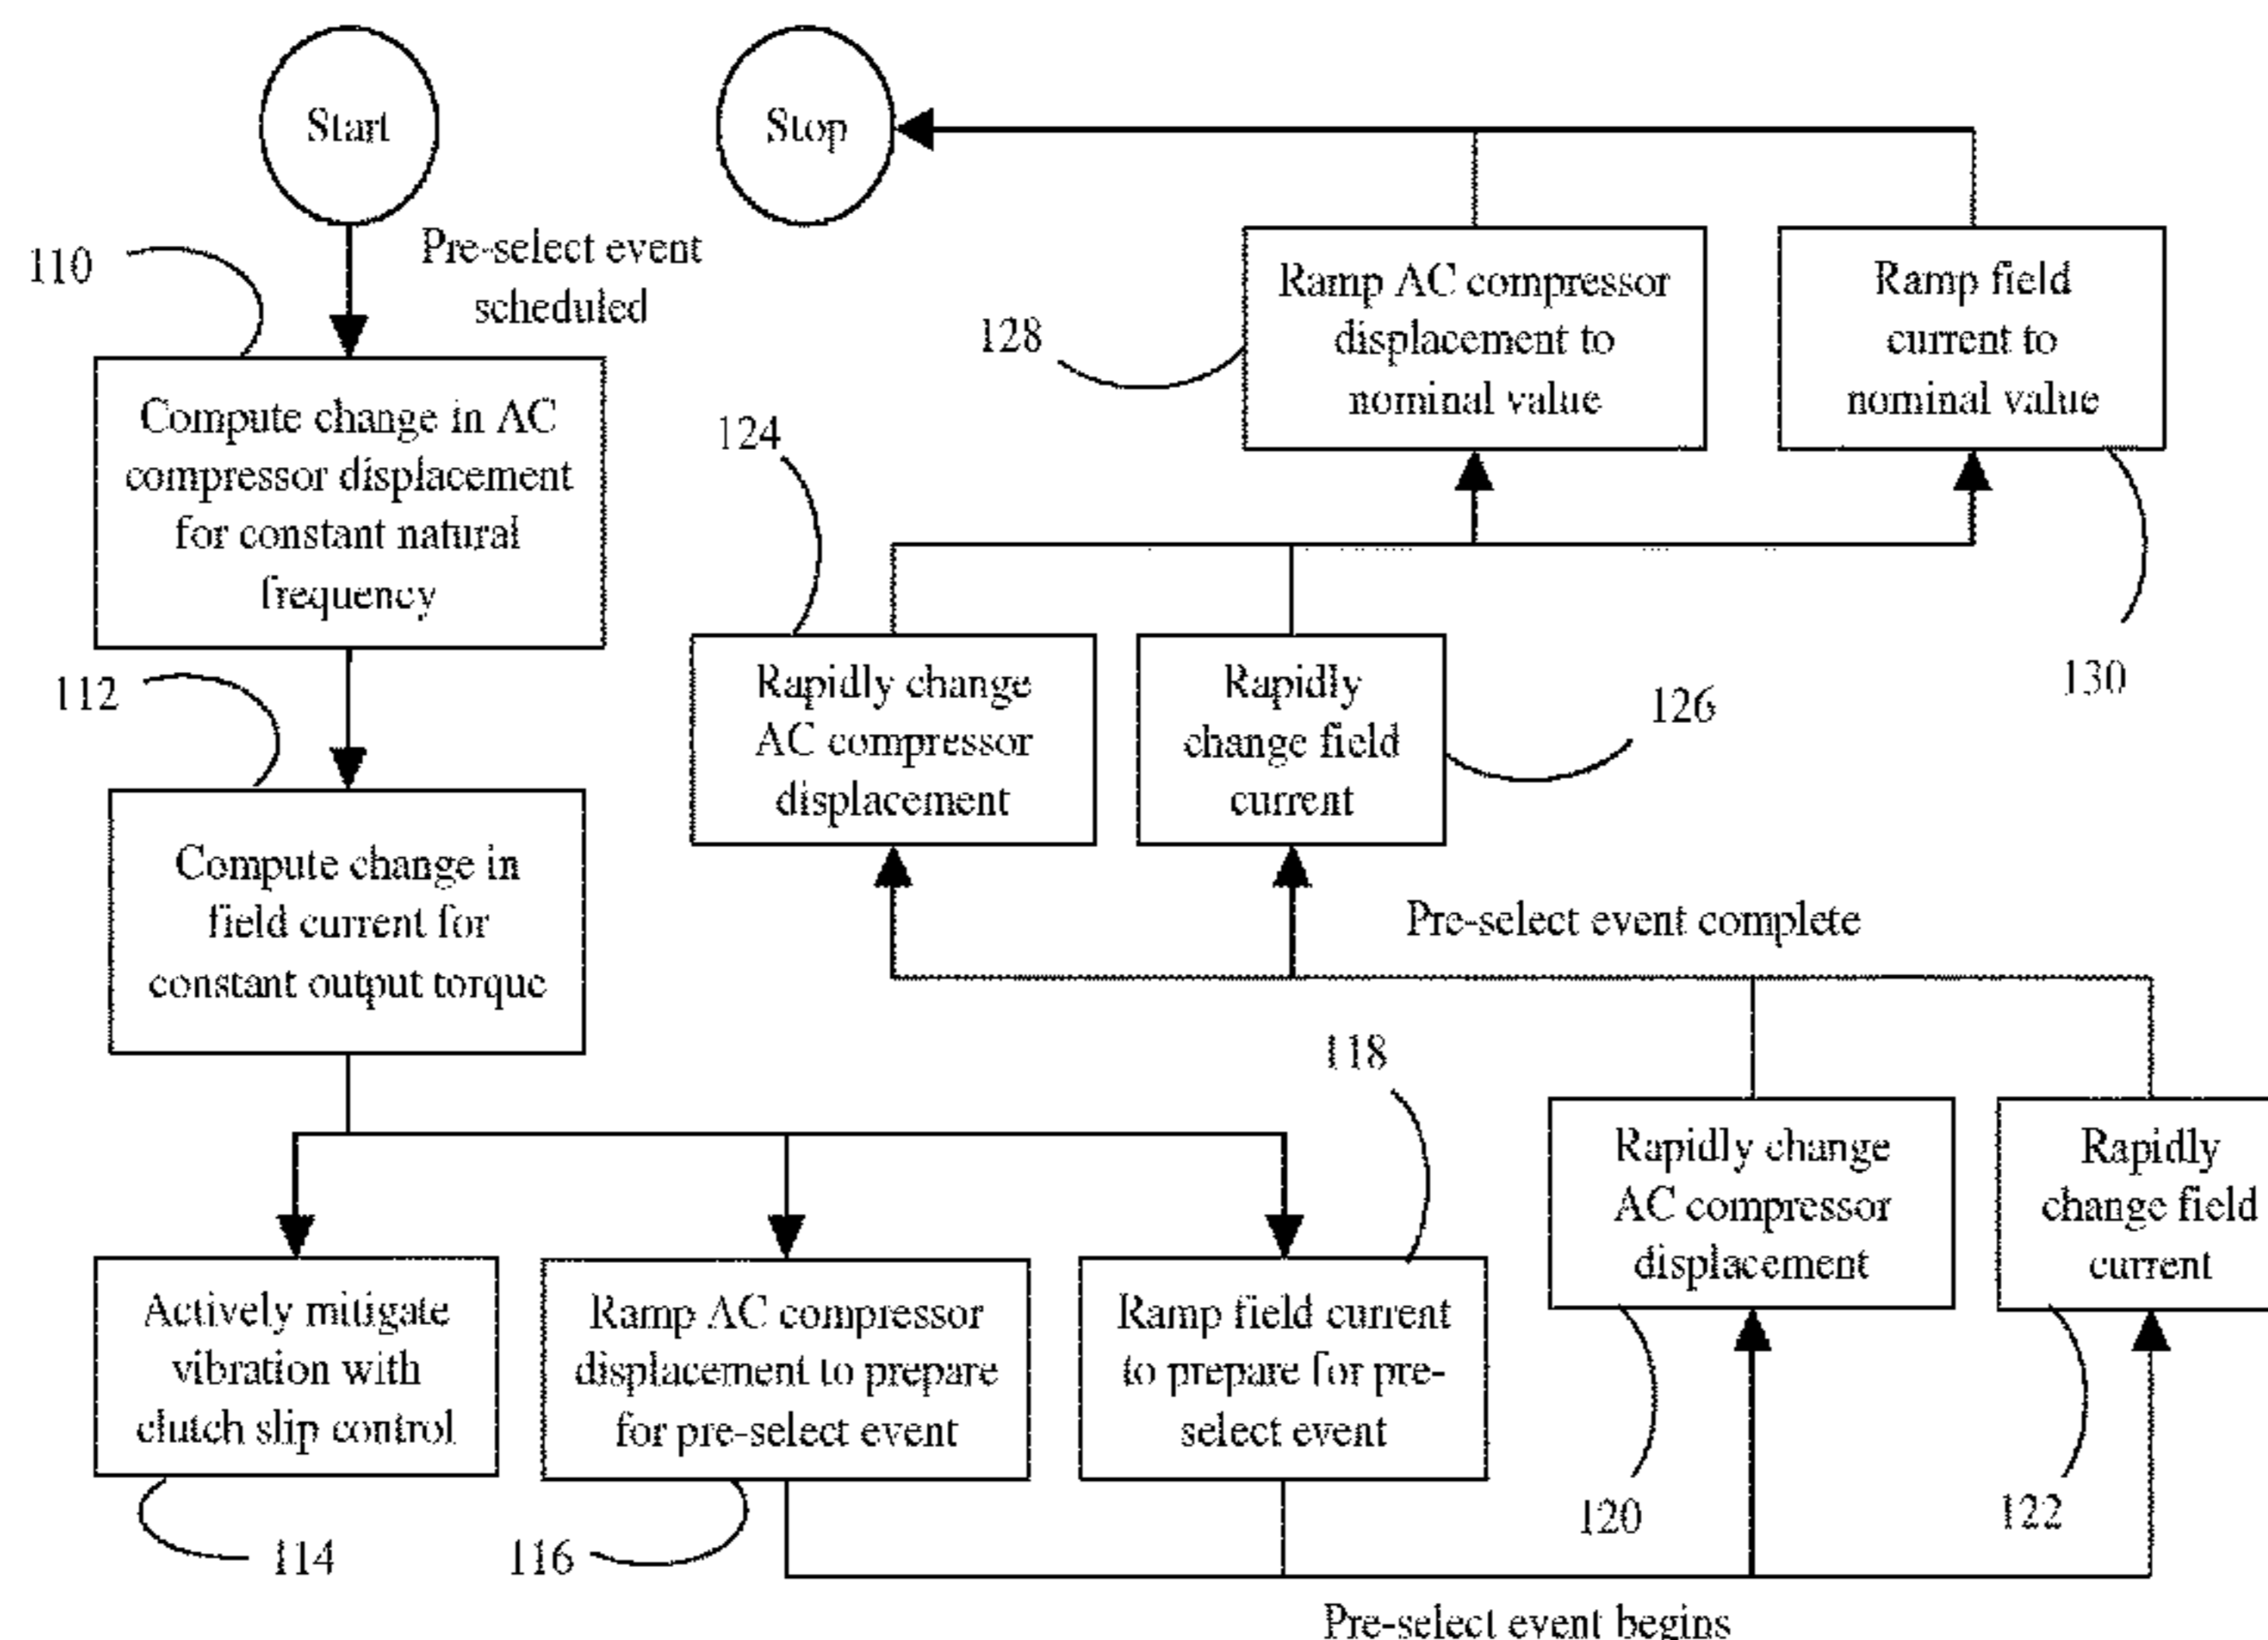 Start
Stop
110
Pre-select event
scheduled
Compute change in AC
compressor displacement
for constant natural
frequency
112
Compute change in
field current for
constant output torque
Actively mitigate
vibration with
clutch slip control
114
Ramp AC compressor
displacement to prepare
for pre-select event
116
Ramp field current
to prepare for pre-
select event
118
Pre-select event begins
Rapidly change
AC compressor
displacement
120
Rapidly
change field
current
122
Pre-select event complete
124
Rapidly change
AC compressor
displacement
Rapidly
change field
current
126
128
Ramp AC compressor
displacement to
nominal value
Ramp field
current to
nominal value
130